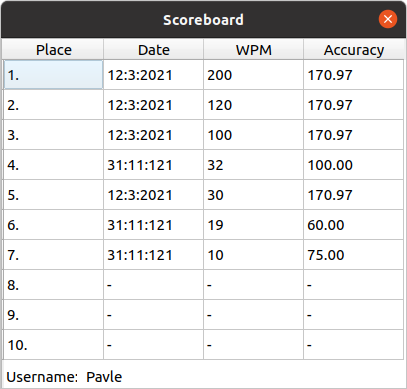 Scoreboard
Place Date WPM Accuracy
1. 12:3:2021 200 170.97
2. 12:3:2021 120 170.97
3. 12:3:2021 100 170.97
4. 31:11:121 32 100.00
5. 12:3:2021 30 170.97
6. 31:11:121 19 60.00
7. 31:11:121 10 75.00
8. - - -
9. - - -
10. - - -
Username: Pavle